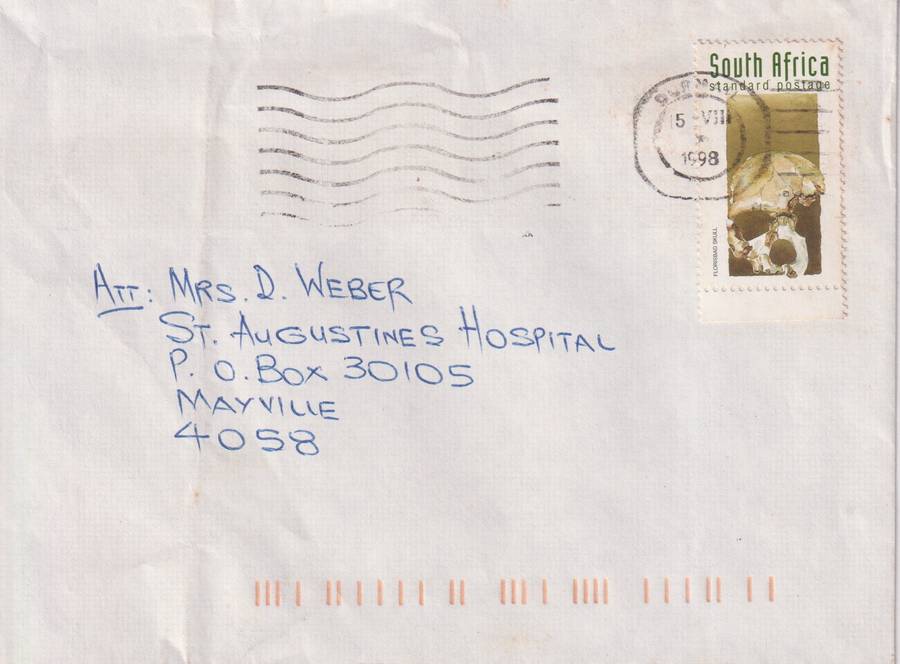 South Africa
standard postage
5 VIII
1998
FLORISBAD SKULL
ATT: MRS. D. WEBER
ST. AUGUSTINES HOSPITAL
P. O. BOX 30105
MAYVILLE
4058